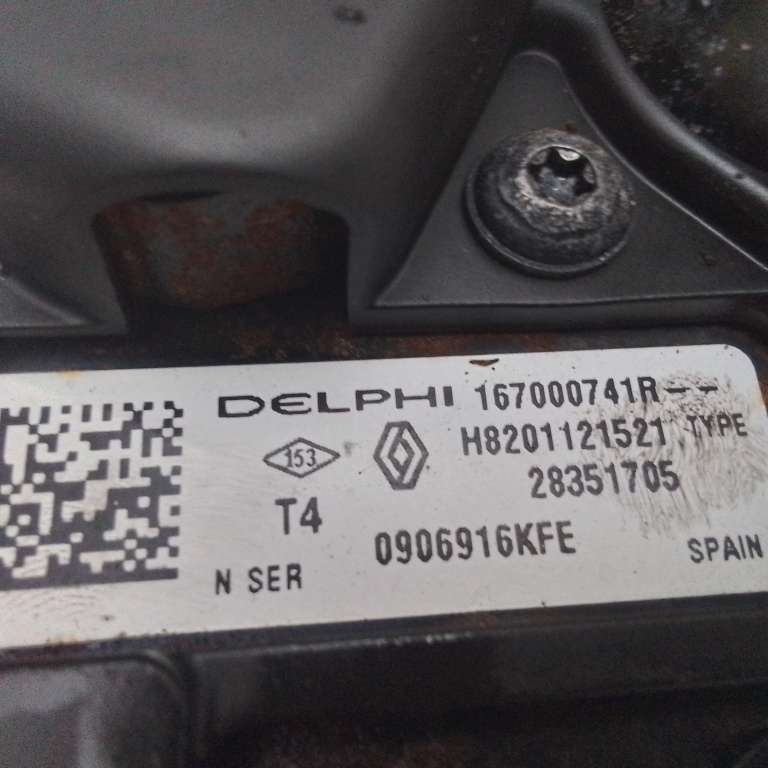 DELPHI 167000741R--
153 H8201121521 TYPE
28351705
T4 0906916KFE
N SER SPAIN